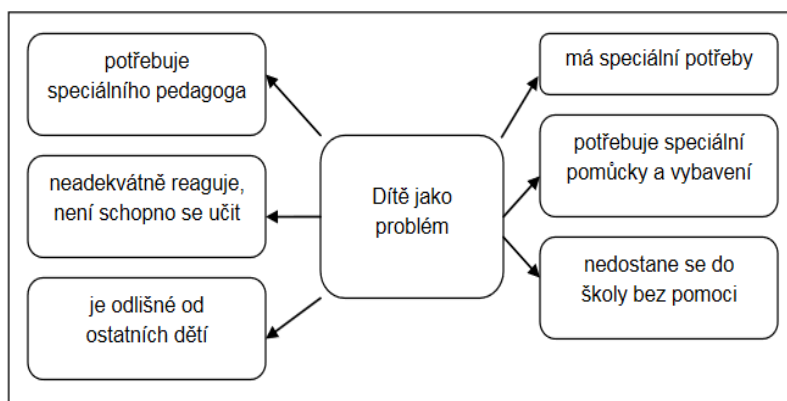 potřebuje
speciálního pedagoga
neadekvátně reaguje,
není schopno se učit
je odlišné od
ostatních dětí
Dítě jako
problém
má speciální potřeby
potřebuje speciální
pomůcky a vybavení
nedostane se do
školy bez pomoci